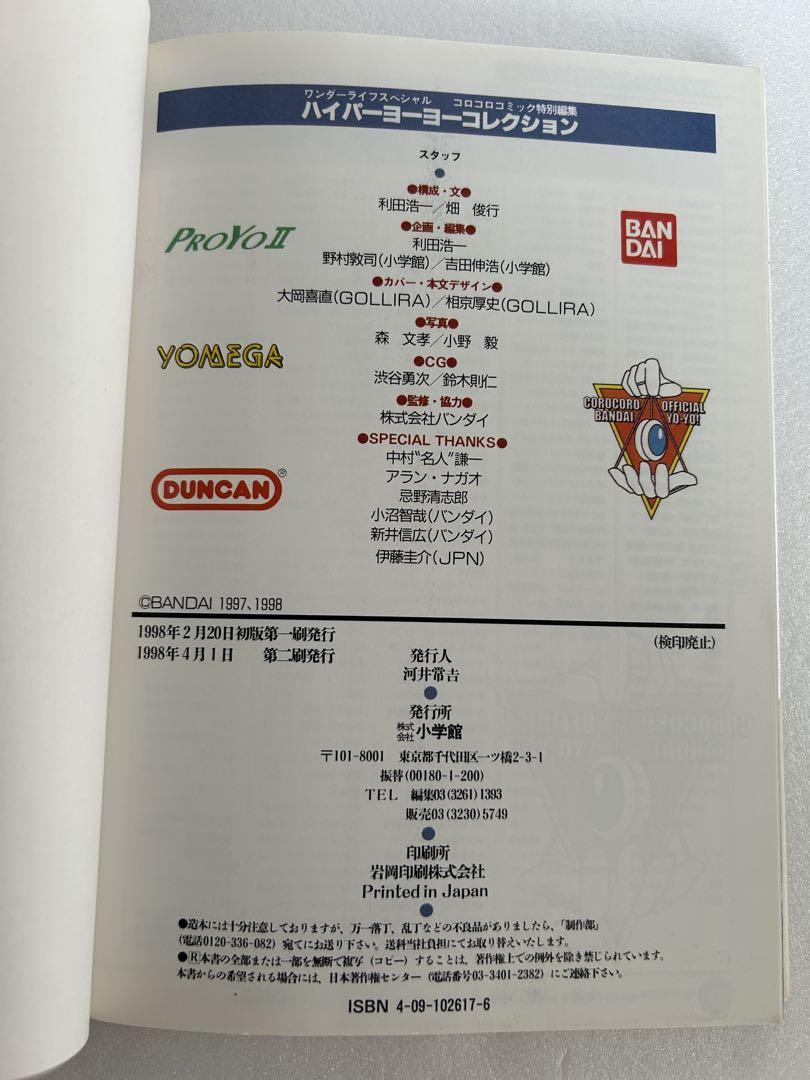 ワンダーライフスペシャル コロコロコミック特別編集
ハイパーヨーヨーコレクション
スタッフ
●構成・文●
利田浩一/畑 俊行
●企画・編集●
利田浩一
野村敦司(小学館)/吉田伸浩(小学館)
●カバー・本文デザイン●
大岡喜直(GOLLIRA)/相京厚史(GOLLIRA)
●写真●
森 文孝/小野 毅
●CG●
渋谷勇次/鈴木則仁
●監修・協力●
株式会社バンダイ
●SPECIAL THANKS●
中村"名人"謙一
アラン・ナガオ
忌野清志郎
小沼智哉(バンダイ)
新井信広(バンダイ)
伊藤圭介(JPN)
PROYO II
YOMEGA
DUNCAN®
BAN
DAI
COROCORO OFFICIAL
BANDAI YO-YO!
©BANDAI 1997、1998
1998年2月20日初版第一刷発行
(検印廃止)
1998年4月1日 第二刷発行
発行人
河井常吉
発行所
株式会社 小学館
〒101-8001 東京都千代田区一ツ橋2-3-1
振替(00180-1-200)
TEL 編集03(3261)1393
販売03(3230)5749
印刷所
岩岡印刷株式会社
Printed in Japan
●造本には十分注意しておりますが、万一落丁、乱丁などの不良品がありましたら、「制作部」
(電話0120-336-082)宛てにお送り下さい。送料当社負担にてお取り替えいたします。
●Ⓡ本書の全部または一部を無断で複写(コピー)することは、著作権上での例外を除き禁じられています。
本書からの希望される場合には、日本著作権センター(電話番号03-3401-2382)にご連絡下さい。
ISBN 4-09-102617-6